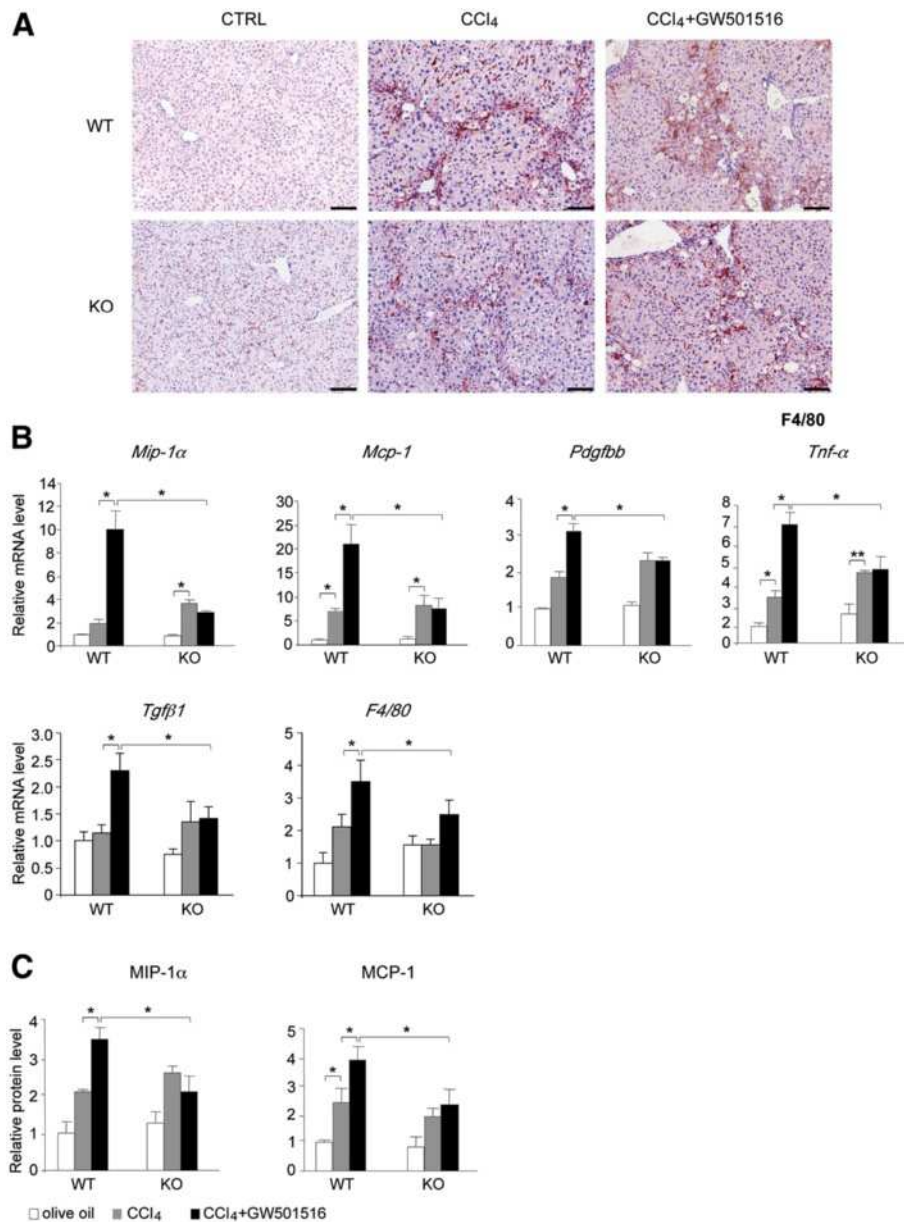 A
CTRL CCl₄ CCl₄+GW501516
WT
KO
F4/80
B
Mip-1α Mcp-1 Pdgfbb Tnf-α
Relative mRNA level
14
12
10
8
6
4
2
0
* * *
WT KO
30
25
20
15
10
5
0
* * * *
WT KO
4
3
2
1
0
* *
WT KO
8
7
5
4
2
1
0
* * ** *
WT KO
Tgfβ1 F4/80
Relative mRNA level
3.0
2.5
2.0
1.5
1.0
0.5
0
* *
WT KO
5
4
3
2
1
0
* *
WT KO
C
MIP-1α MCP-1
Relative protein level
4
3
2
1
0
* *
WT KO
5
4
3
2
1
0
* * *
WT KO
olive oil CCl₄ CCl₄+GW501516